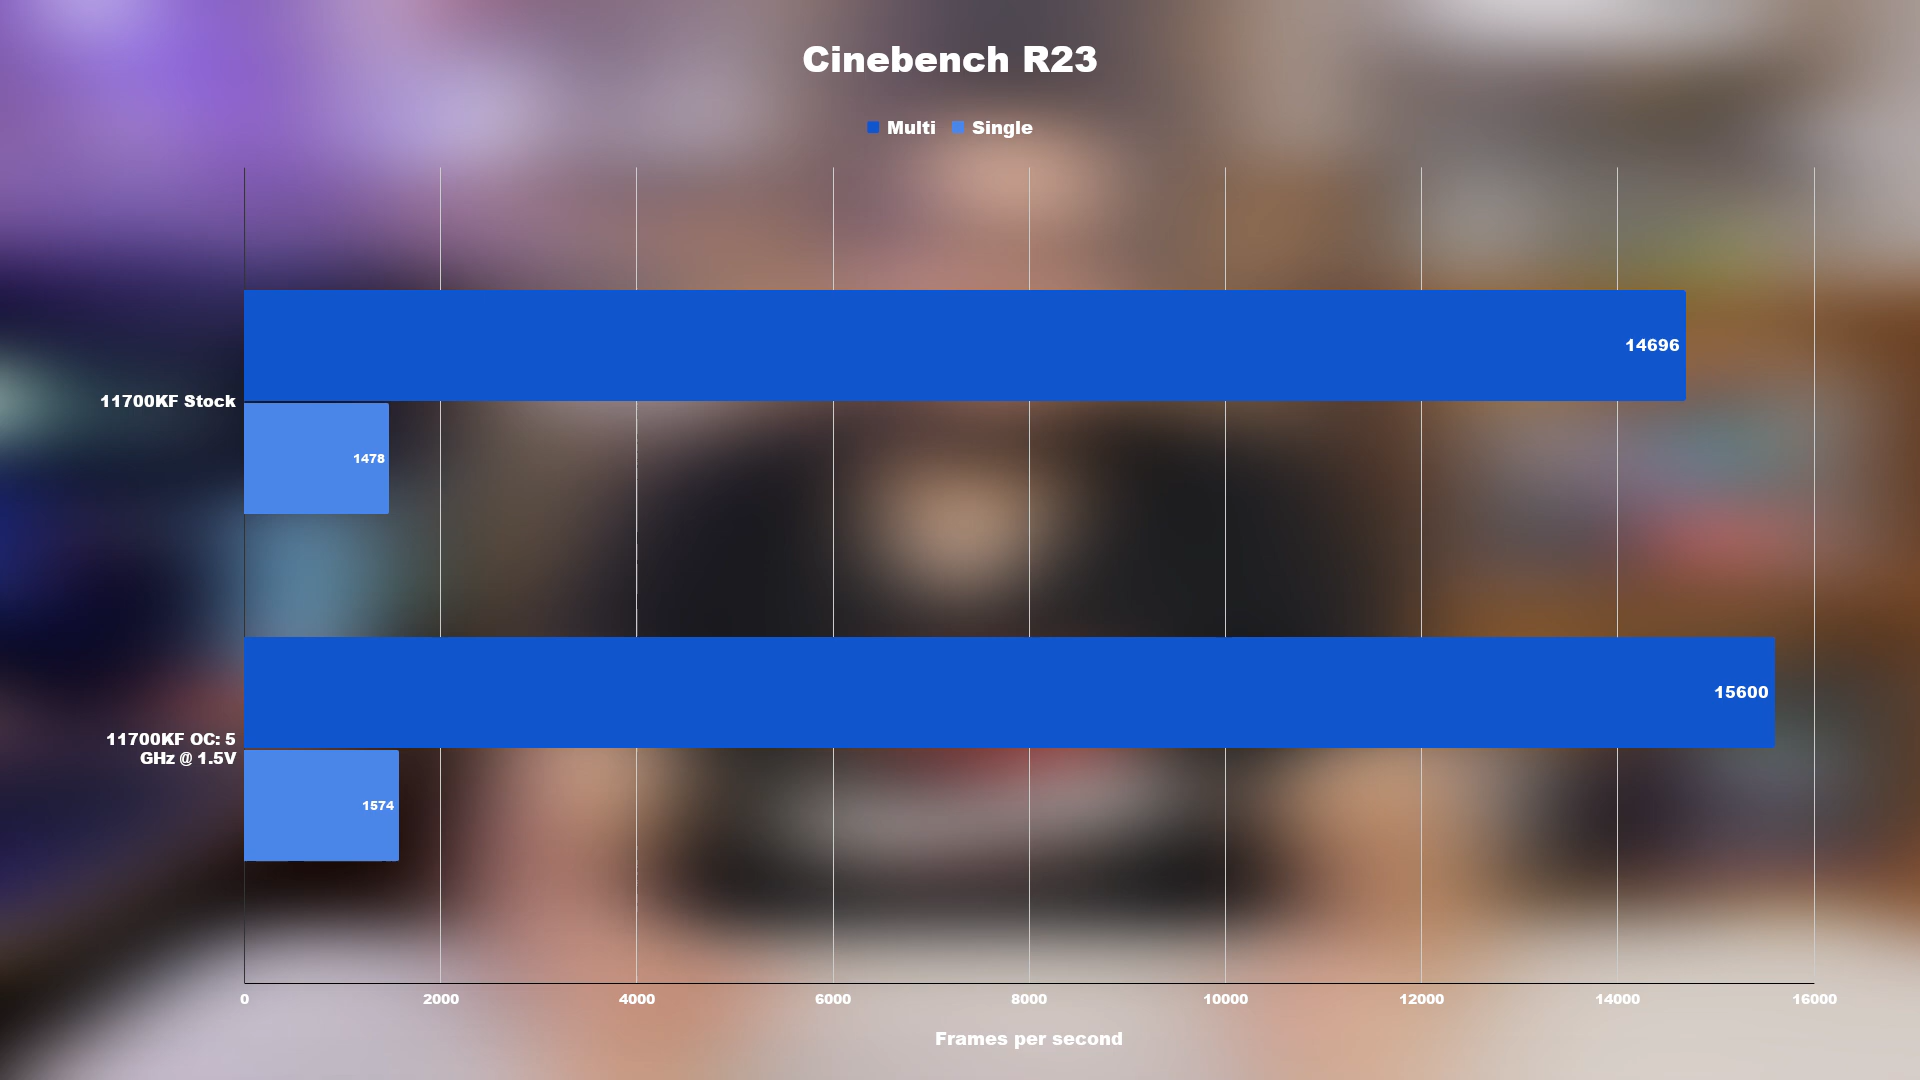 Cinebench R23
Multi
Single
14696
11700KF Stock
1478
15600
11700KF OC: 5
GHz @ 1.5V
1574
0
2000
4000
6000
8000
10000
12000
14000
16000
Frames per second